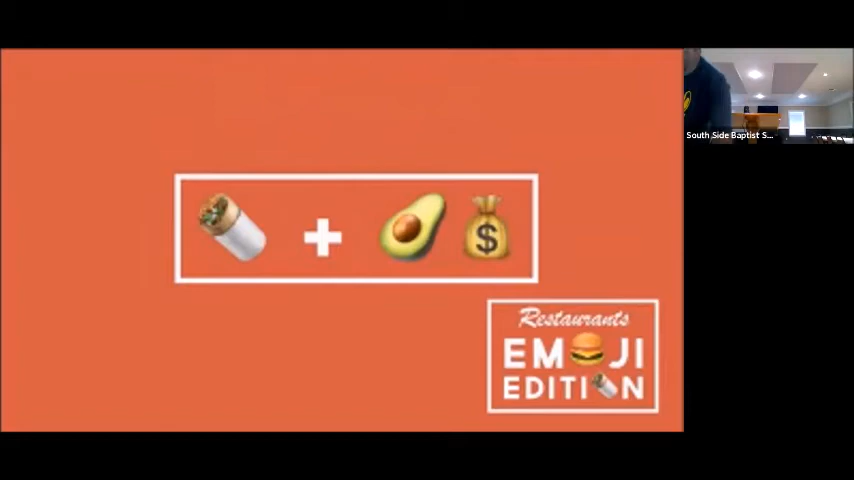 South Side Baptist S...
Restaurants
EM🍔JI
EDITI🌯N